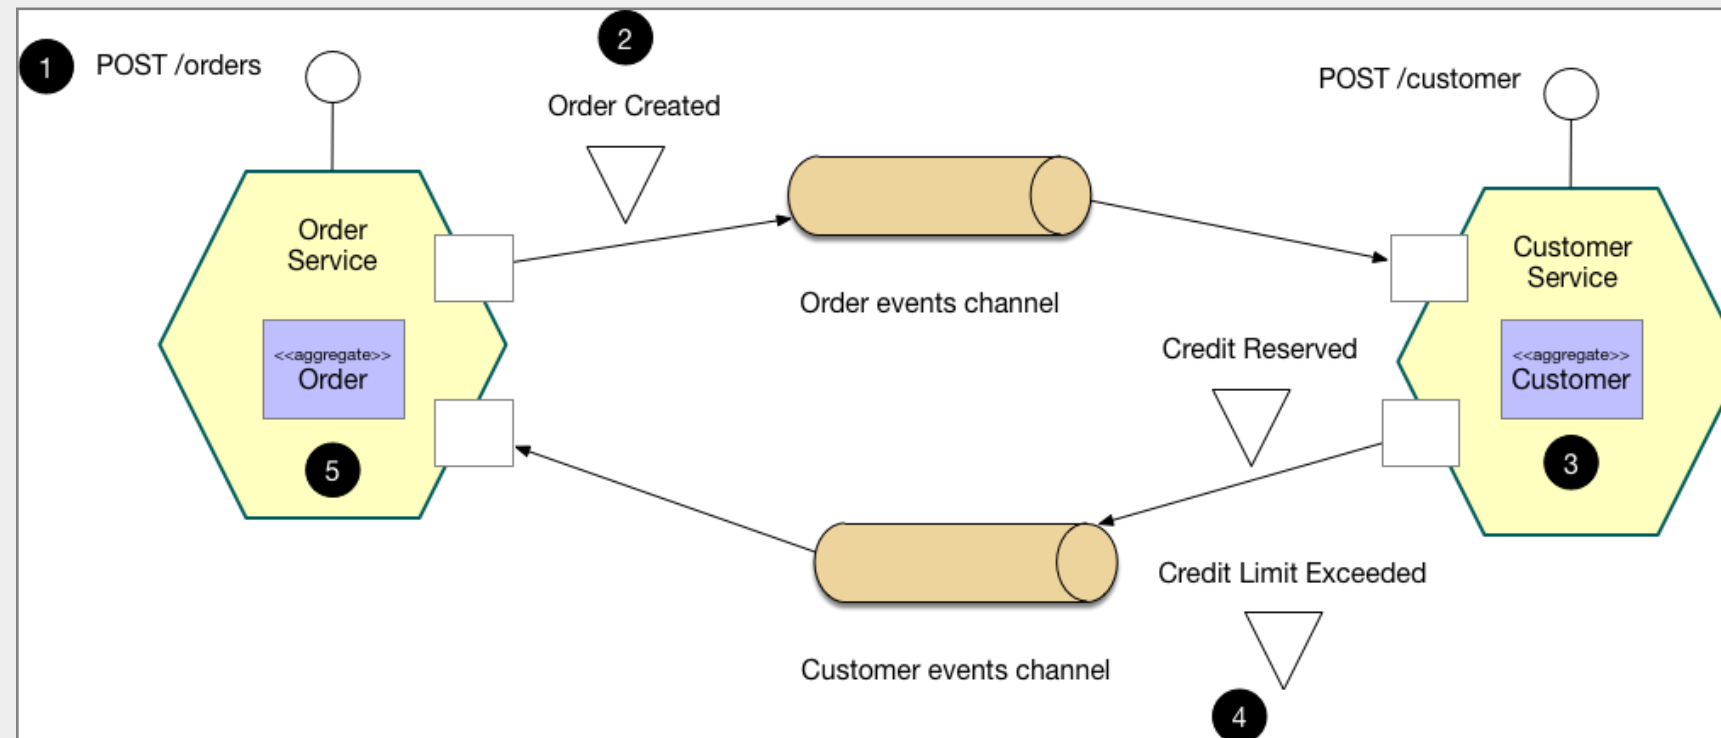 1
POST /orders
2
Order Created
POST /customer
Order
Service
<<aggregate>>
Order
5
Order events channel
Customer
Service
<<aggregate>>
Customer
3
Credit Reserved
Credit Limit Exceeded
4
Customer events channel